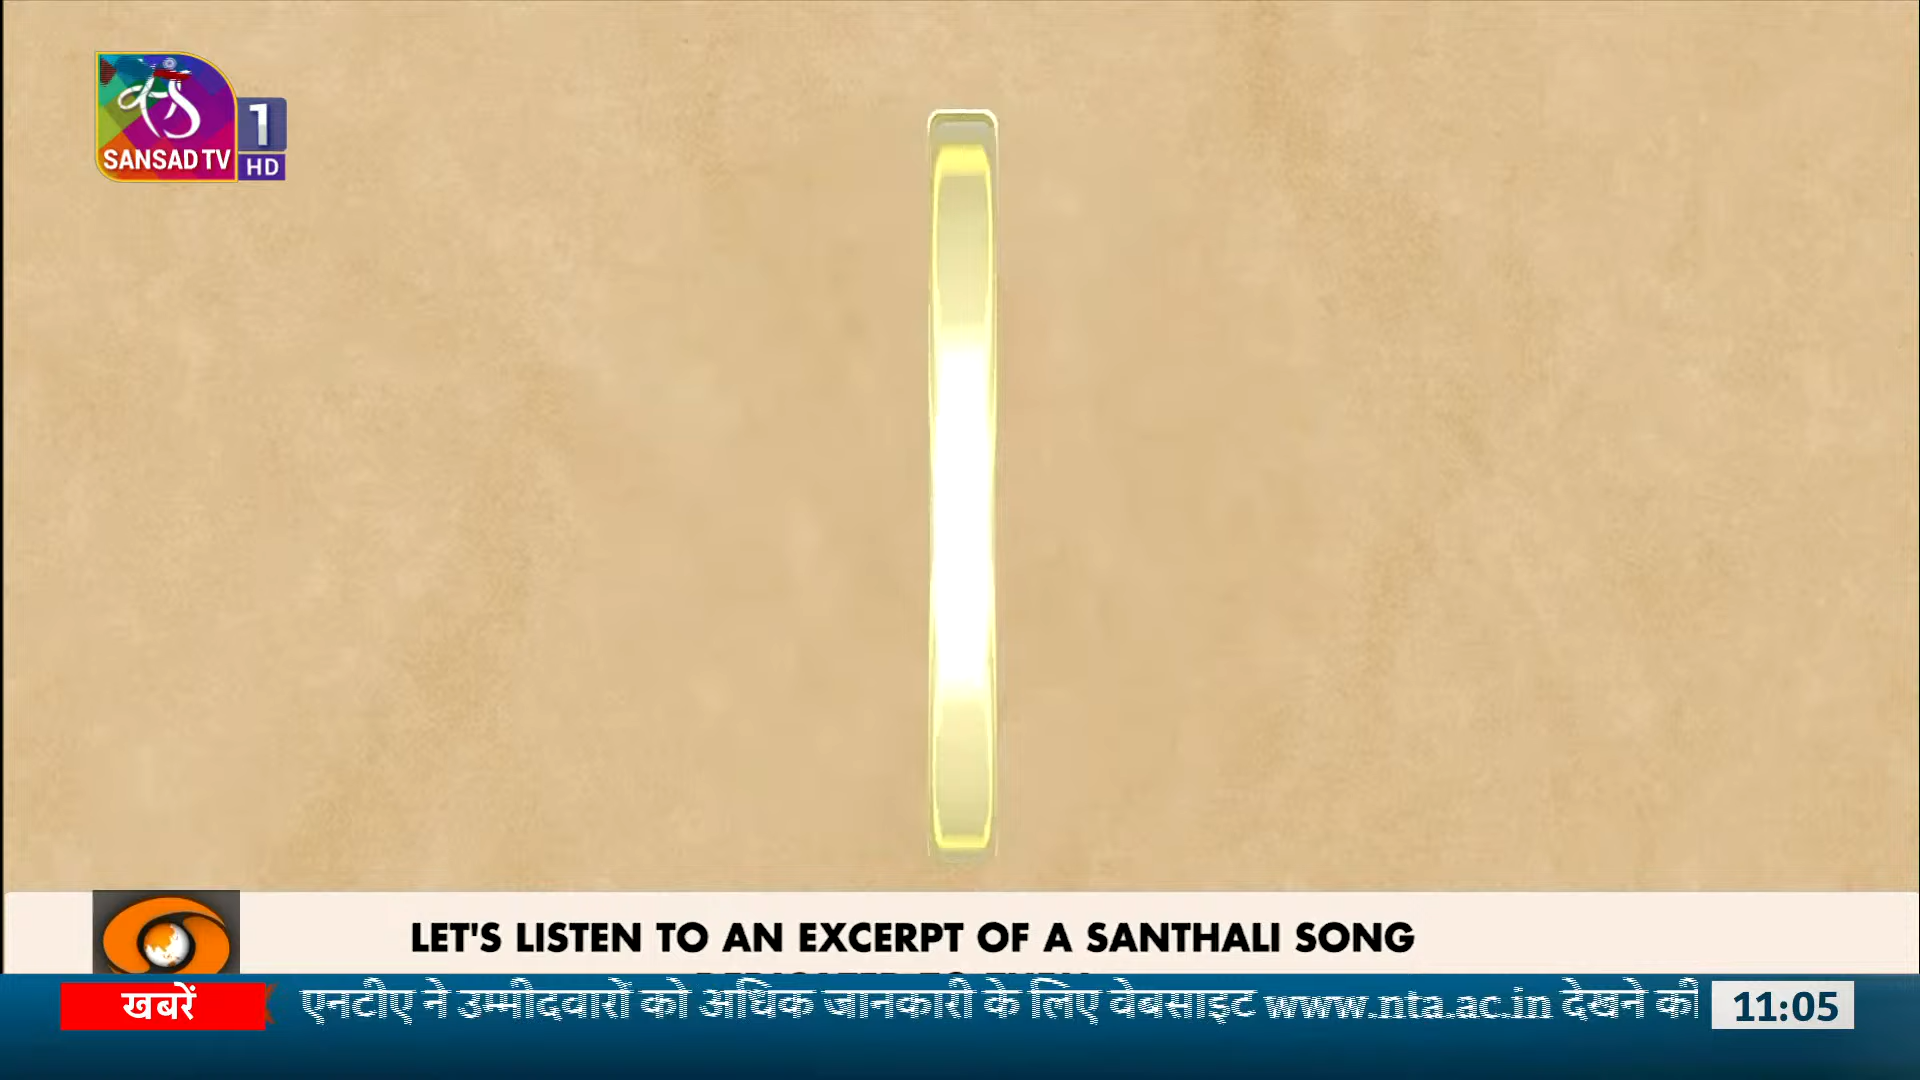 SANSAD TV
1
HD
LET'S LISTEN TO AN EXCERPT OF A SANTHALI SONG
खबरें
एनटीए ने उम्मीदवारों को अधिक जानकारी के लिए वेबसाइट www.nta.ac.in देखने की
11:05